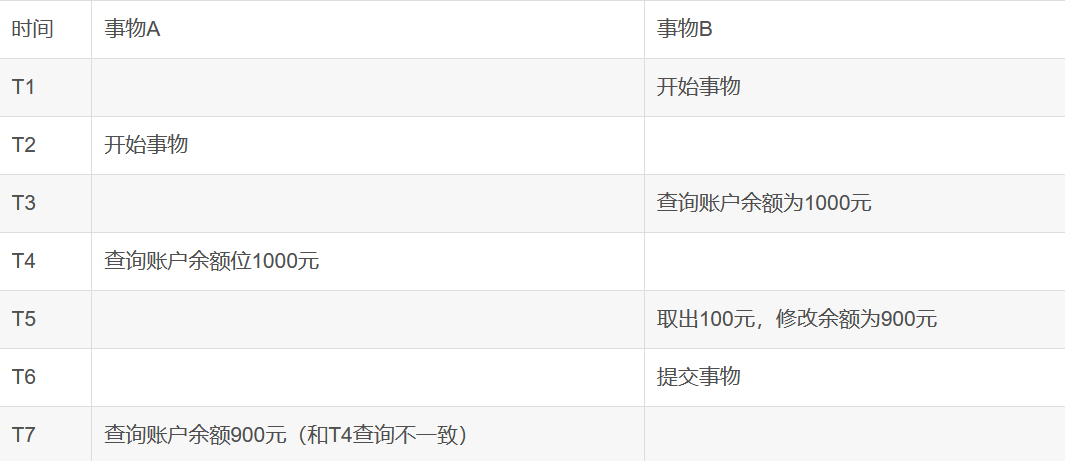 时间 事物A 事物B
T1 开始事物
T2 开始事物
T3 查询账户余额为1000元
T4 查询账户余额位1000元
T5 取出100元，修改余额为900元
T6 提交事物
T7 查询账户余额900元（和T4查询不一致）